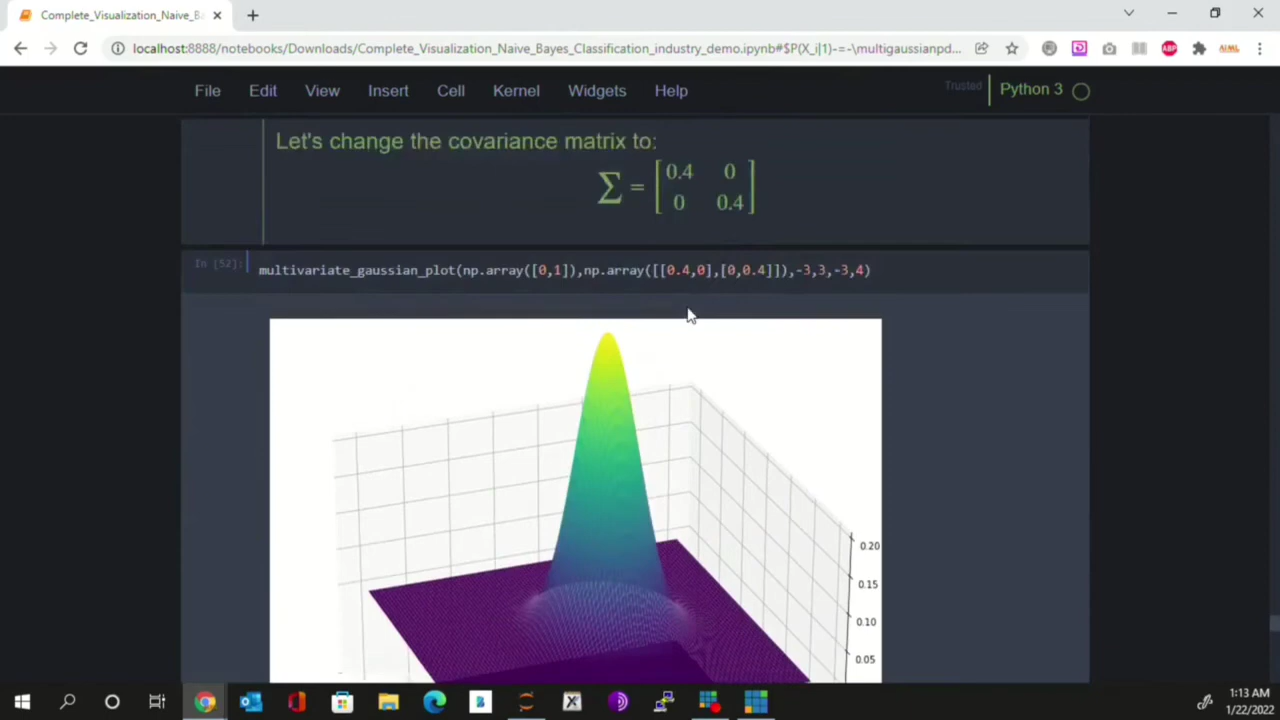 Complete_Visualization_Naive_Ba
localhost:8888/notebooks/Downloads/Complete_Visualization_Naive_Bayes_Classification_industry_demo.ipynb#$P(X_i|1)-=-\multigaussianpd...
ABP
AIML
File Edit View Insert Cell Kernel Widgets Help
Trusted
Python 3
Let's change the covariance matrix to:
∑ = [0.4 0
0 0.4]
In [52]:
multivariate_gaussian_plot(np.array([0,1]),np.array([[0.4,0],[0,0.4]]),-3,3,-3,4)
0.20
0.15
0.10
0.05
1:13 AM
1/22/2022